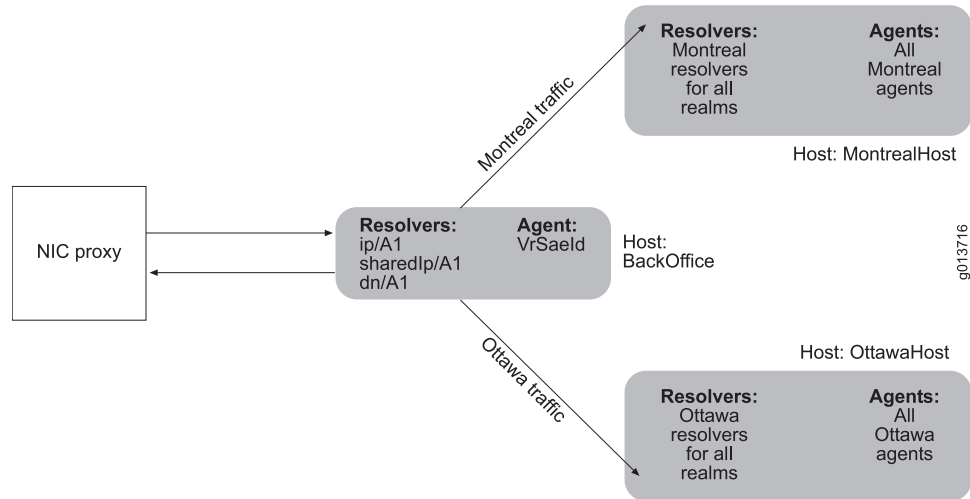 Resolvers:
Montreal
resolvers
for all
realms
Agents:
All
Montreal
agents
Host: MontrealHost
Montreal traffic
NIC proxy
Resolvers:
ip/A1
sharedIp/A1
dn/A1
Agent:
VrSaeId
Host:
BackOffice
g013716
Ottawa traffic
Host: OttawaHost
Resolvers:
Ottawa
resolvers
for all
realms
Agents:
All
Ottawa
agents